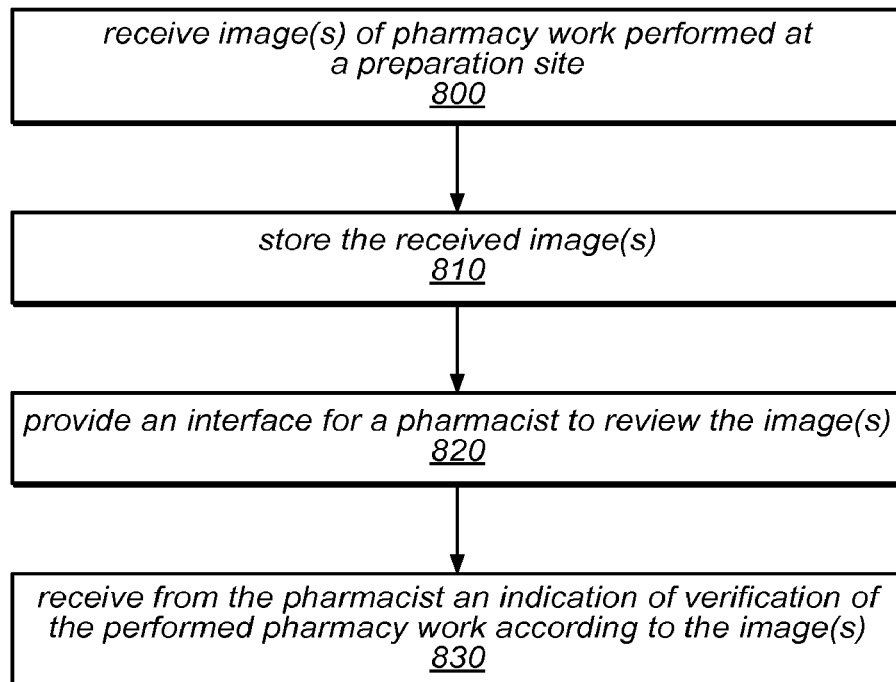 receive image(s) of pharmacy work performed at
a preparation site
800
store the received image(s)
810
provide an interface for a pharmacist to review the image(s)
820
receive from the pharmacist an indication of verification of
the performed pharmacy work according to the image(s)
830